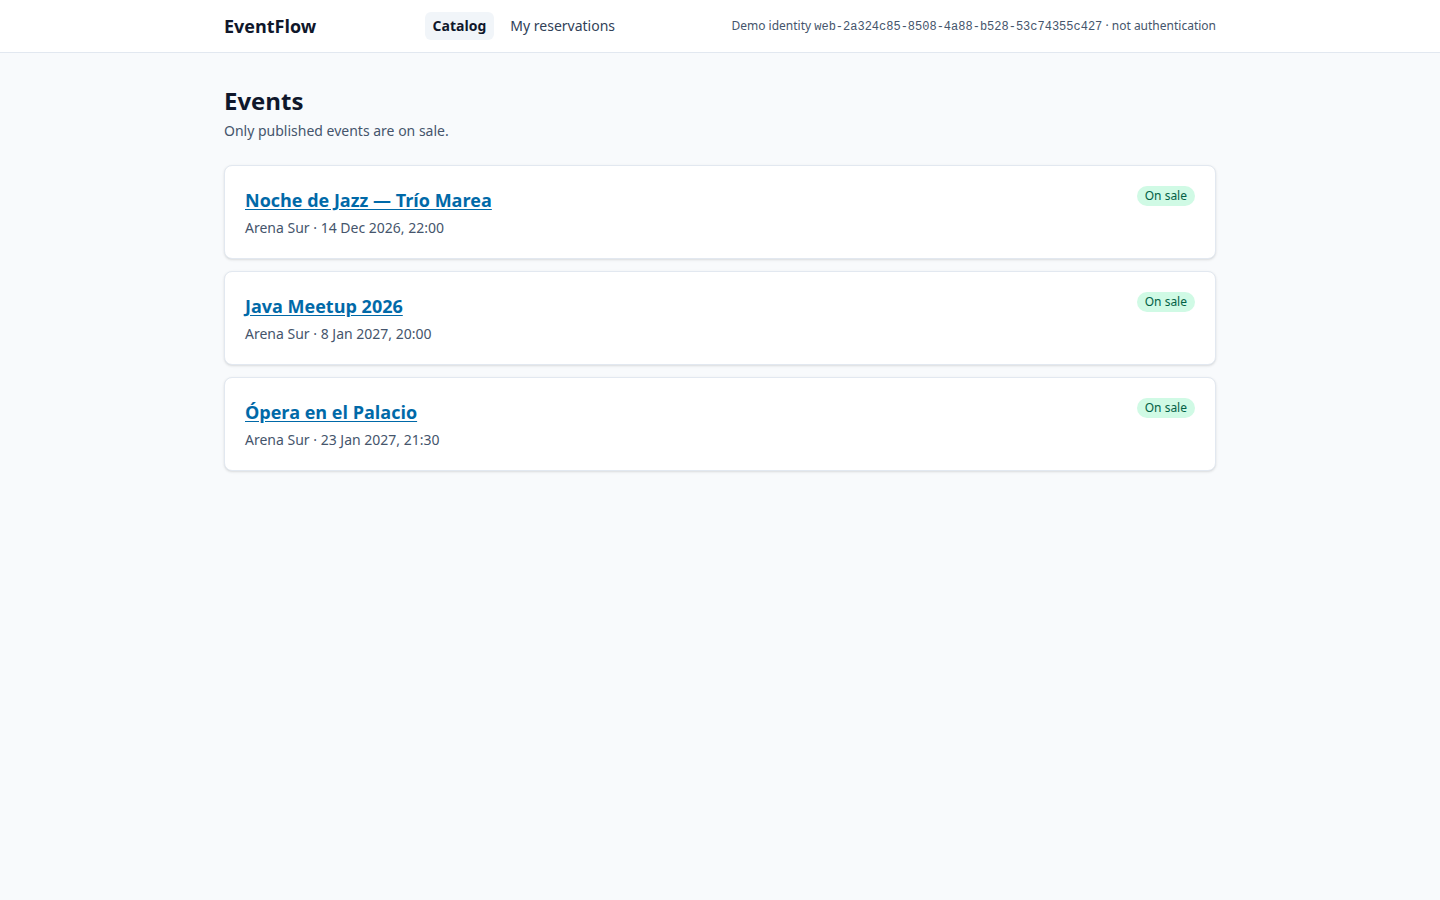 EventFlow
Catalog
My reservations
Demo identity web-2a324c85-8508-4a88-b528-53c74355c427 · not authentication
Events
Only published events are on sale.
Noche de Jazz — Trío Marea
On sale
Arena Sur · 14 Dec 2026, 22:00
Java Meetup 2026
On sale
Arena Sur · 8 Jan 2027, 20:00
Ópera en el Palacio
On sale
Arena Sur · 23 Jan 2027, 21:30